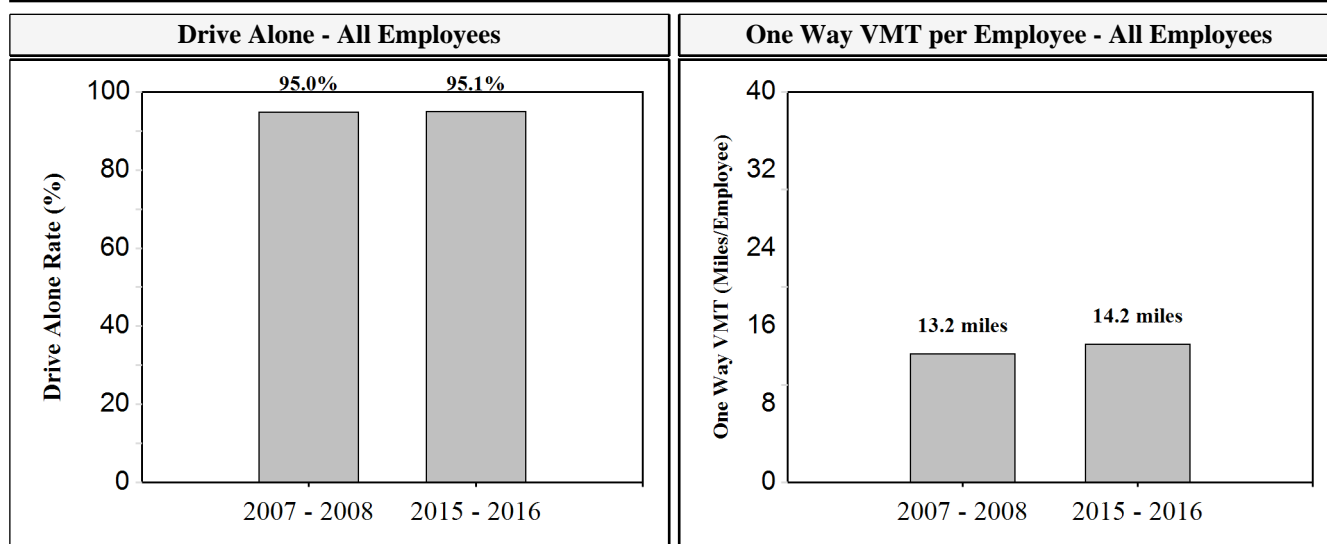 Drive Alone - All Employees
Drive Alone Rate (%)
100
80
60
40
20
0
95.0%
95.1%
2007 - 2008
2015 - 2016
One Way VMT per Employee - All Employees
One Way VMT (Miles/Employee)
40
32
24
16
8
0
13.2 miles
14.2 miles
2007 - 2008
2015 - 2016